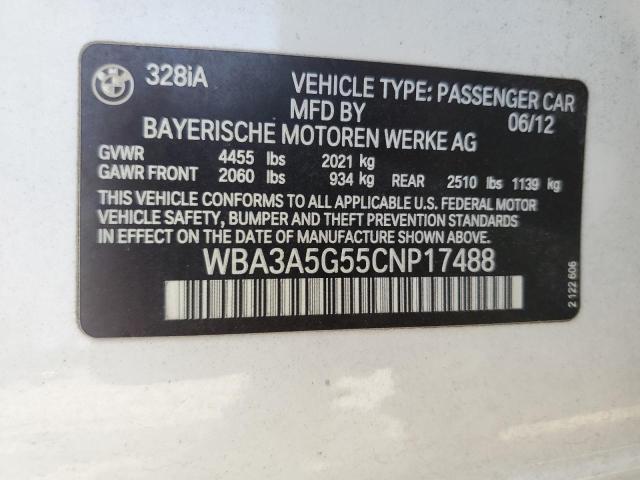 BMW
328iA
VEHICLE TYPE: PASSENGER CAR
MFD BY 06/12
BAYERISCHE MOTOREN WERKE AG
GVWR 4455 lbs 2021 kg
GAWR FRONT 2060 lbs 934 kg REAR 2510 lbs 1139 kg
THIS VEHICLE CONFORMS TO ALL APPLICABLE U.S. FEDERAL MOTOR
VEHICLE SAFETY, BUMPER AND THEFT PREVENTION STANDARDS
IN EFFECT ON THE DATE OF MANUFACTURE SHOWN ABOVE.
WBA3A5G55CNP17488
2 122 606